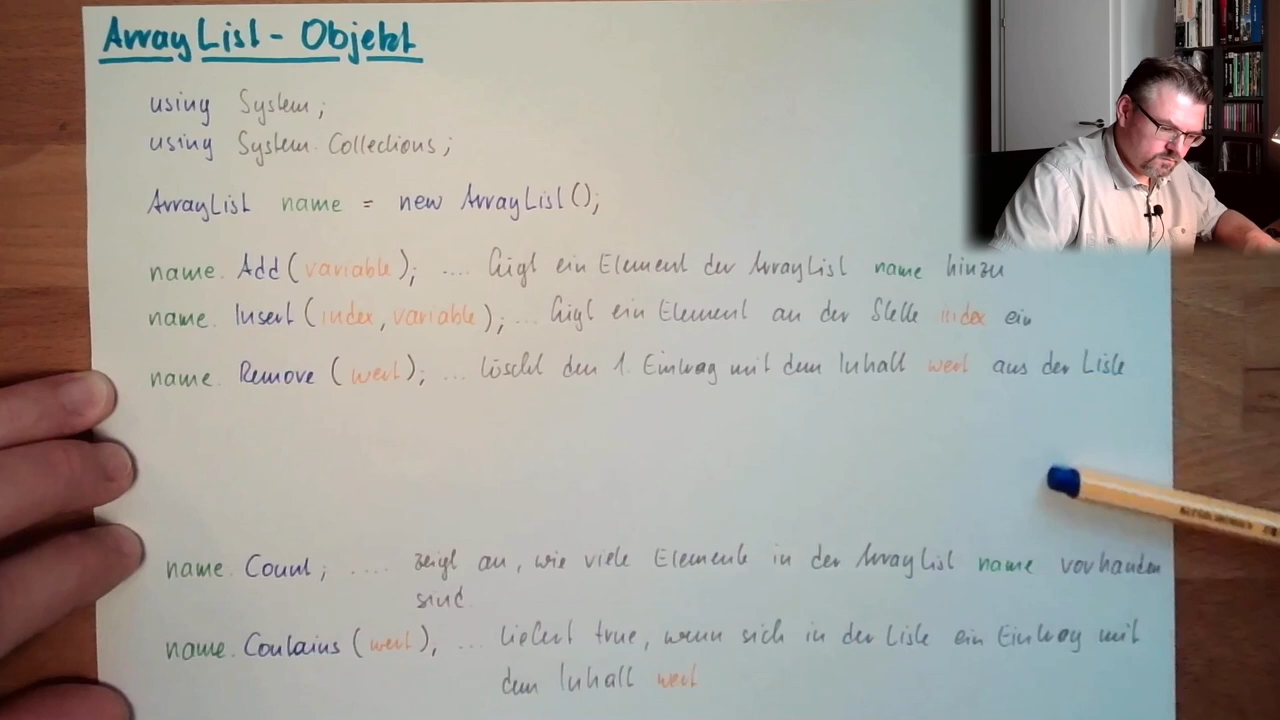 ArrayList - Objekt
using System;
using System.Collections;
ArrayList name = new ArrayList();
name.Add(variable); .... fügt ein Element der ArrayList name hinzu
name.Insert(index, variable); ... fügt ein Element an der Stelle index ein
name.Remove(wert); ... löscht den 1. Eintrag mit dem Inhalt wert aus der Liste
name.Count; .... zeigt an, wie viele Elemente in der ArrayList name vorhanden
sind
name.Contains(wert); ... liefert true, wenn sich in der Liste ein Eintrag mit
dem Inhalt wert